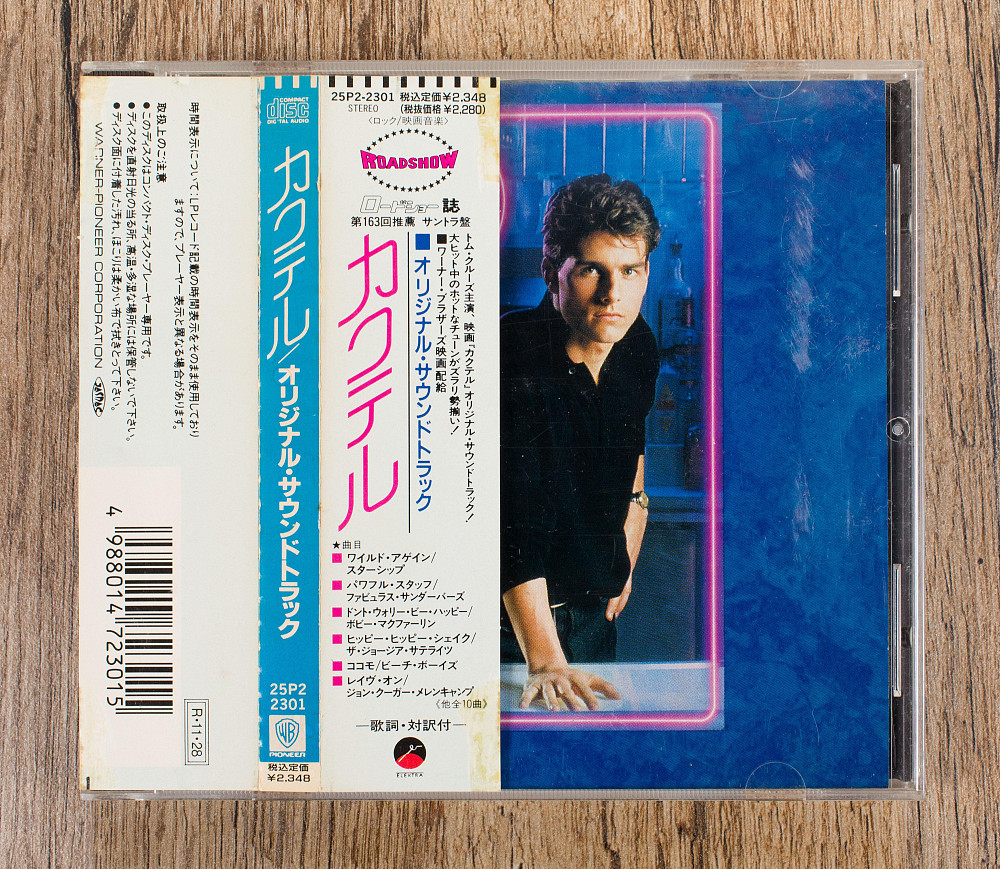 時間表示について:LPレコード記載の時間表示をそのまま使用しており
ますので、プレーヤー表示と異なる場合があります。
取扱上のご注意
●このディスクはコンパクト・ディスク・プレーヤー専用です。
●ディスクを直射日光の当る所、高温・多湿な場所には保管しないで下さい。
●ディスク面に付着した汚れ、ほこりは柔かい布で拭きとって下さい。
WARNER-PIONEER CORPORATION
4 988014 723015
R・11・28
COMPACT
disc
DIGITAL AUDIO
カクテル/オリジナル・サウンドトラック
25P2
2301
WB
PIONEER
税込定価
¥2,348
25P2-2301 税込定価¥2,348
STEREO (税抜価格 ¥2,280)
〈ロック/映画音楽〉
ROADSHOW
ロードショー 誌
第163回推薦 サントラ盤
トム・クルーズ主演、映画「カクテル」オリジナル・サウンドトラック!
大ヒット中のホットなチューンがズラリ勢揃い!
■ワーナー・ブラザース映画配給
■オリジナル・サウンドトラック
カクテル
★曲目
■ワイルド・アゲイン/
スターシップ
■パワフル・スタッフ/
ファビュラス・サンダーバーズ
■ドント・ウォリー・ビー・ハッピー/
ボビー・マクファーリン
■ヒッピー・ヒッピー・シェイク/
ザ・ジョージア・サテライツ
■ココモ/ビーチ・ボーイズ
■レイヴ・オン/
ジョン・クーガー・メレンキャンプ
《他全10曲》
―歌詞・対訳付―
ELEKTRA